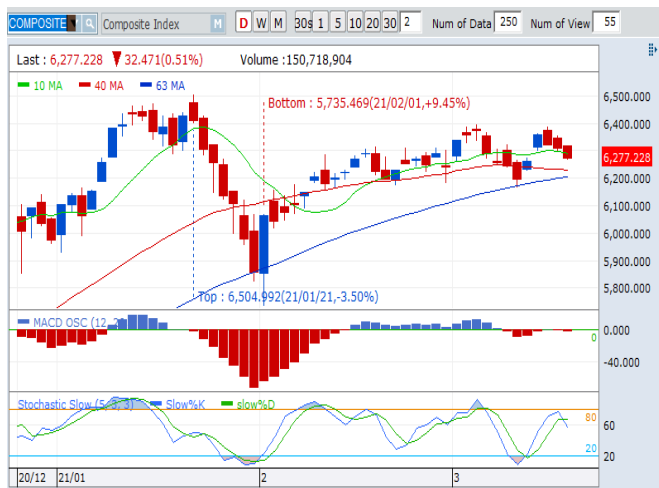 COMPOSITE Composite Index M D W M 30s 1 5 10 20 30 2 Num of Data 250 Num of View 55
Last : 6,277.228 ▼ 32.471(0.51%) Volume :150,718,904
10 MA 40 MA 63 MA
Bottom : 5,735.469(21/02/01,+9.45%)
6,500.000
6,400.000
6,277.228
6,200.000
6,100.000
6,000.000
5,900.000
5,800.000
Top : 6,504.992(21/01/21,-3.50%)
MACD OSC (12, 2
0 0.000
-40.000
Stochastic Slow (5, 3, 3) Slow%K slow%D
80
60
20 20
20/12 21/01 2 3